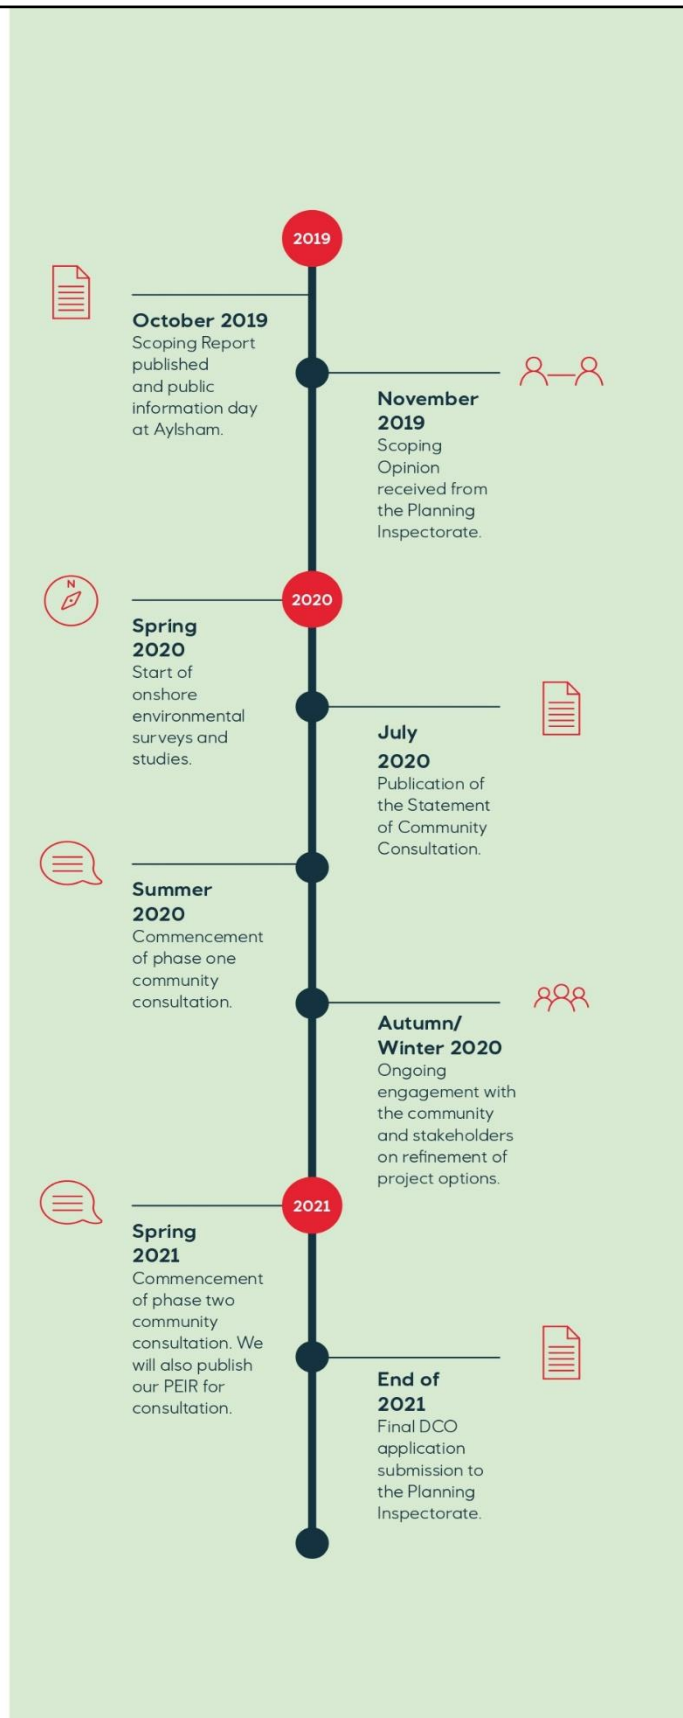 2019
October 2019
Scoping Report
published
and public
information day
at Aylsham.
November
2019
Scoping
Opinion
received from
the Planning
Inspectorate.
N
2020
Spring
2020
Start of
onshore
environmental
surveys and
studies.
July
2020
Publication of
the Statement
of Community
Consultation.
Summer
2020
Commencement
of phase one
community
consultation.
Autumn/
Winter 2020
Ongoing
engagement with
the community
and stakeholders
on refinement of
project options.
2021
Spring
2021
Commencement
of phase two
community
consultation. We
will also publish
our PEIR for
consultation.
End of
2021
Final DCO
application
submission to
the Planning
Inspectorate.